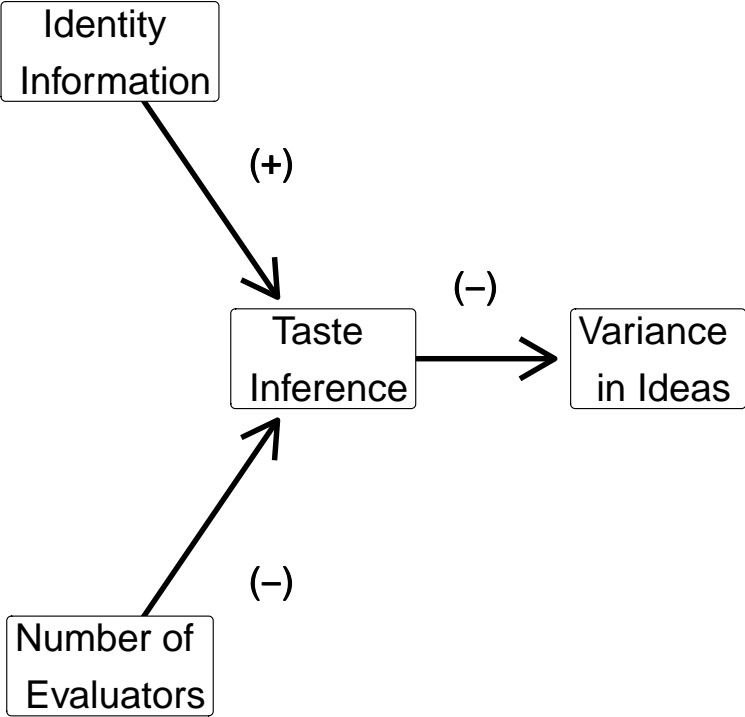 Identity
Information
(+)
(–)
Taste
Inference
Variance
in Ideas
(–)
Number of
Evaluators